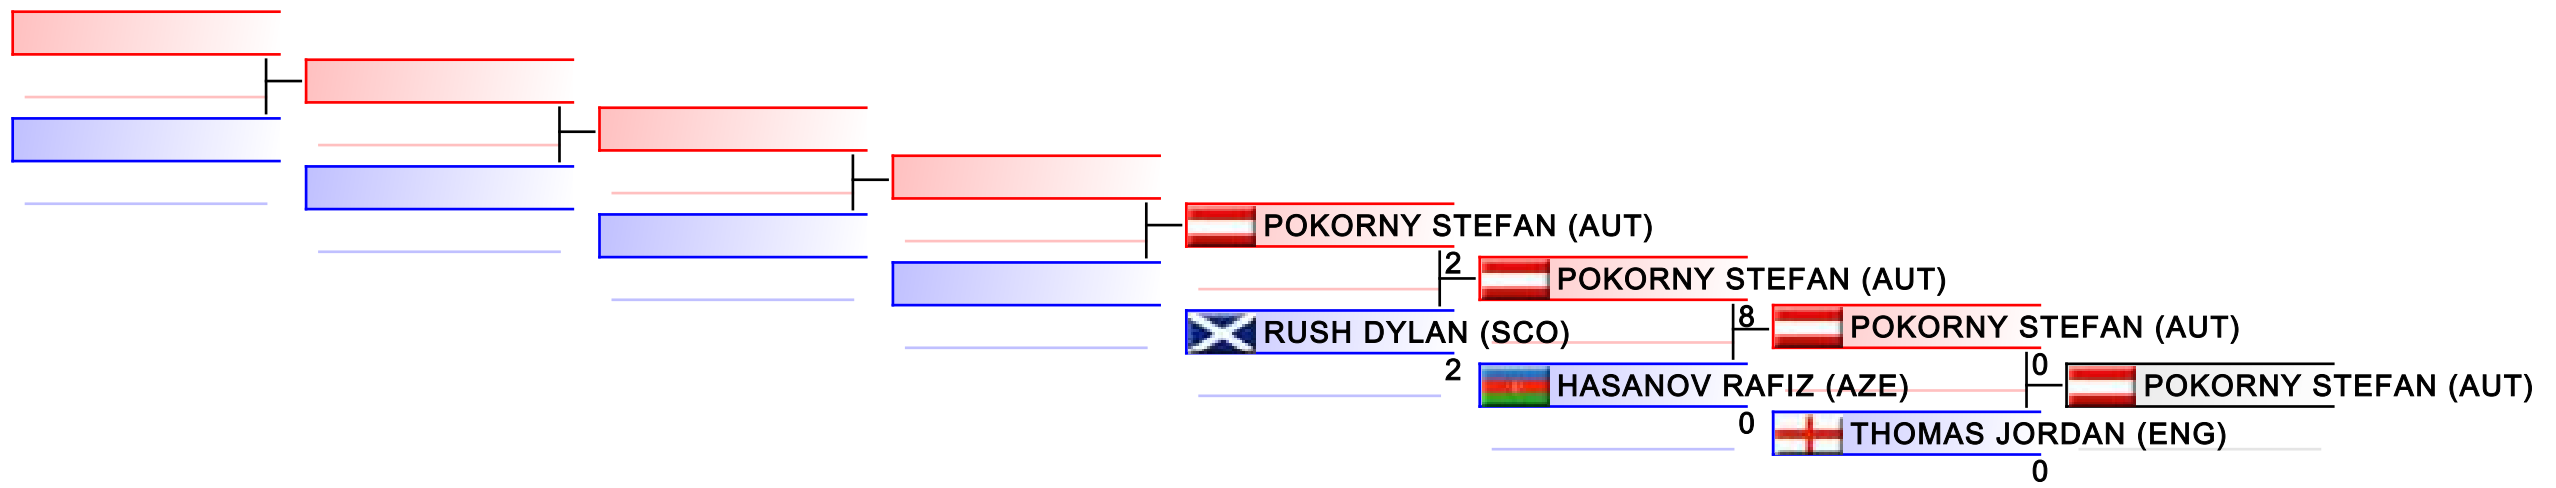 POKORNY STEFAN (AUT)
2
POKORNY STEFAN (AUT)
RUSH DYLAN (SCO)
8
POKORNY STEFAN (AUT)
2
HASANOV RAFIZ (AZE)
0
POKORNY STEFAN (AUT)
0
THOMAS JORDAN (ENG)
0